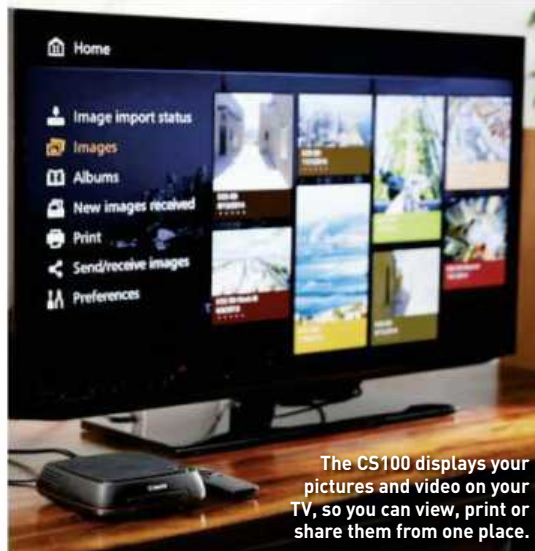 Home
Image import status
Images
Albums
New images received
Print
Send/receive images
Preferences
The CS100 displays your
pictures and video on your
TV, so you can view, print or
share them from one place.